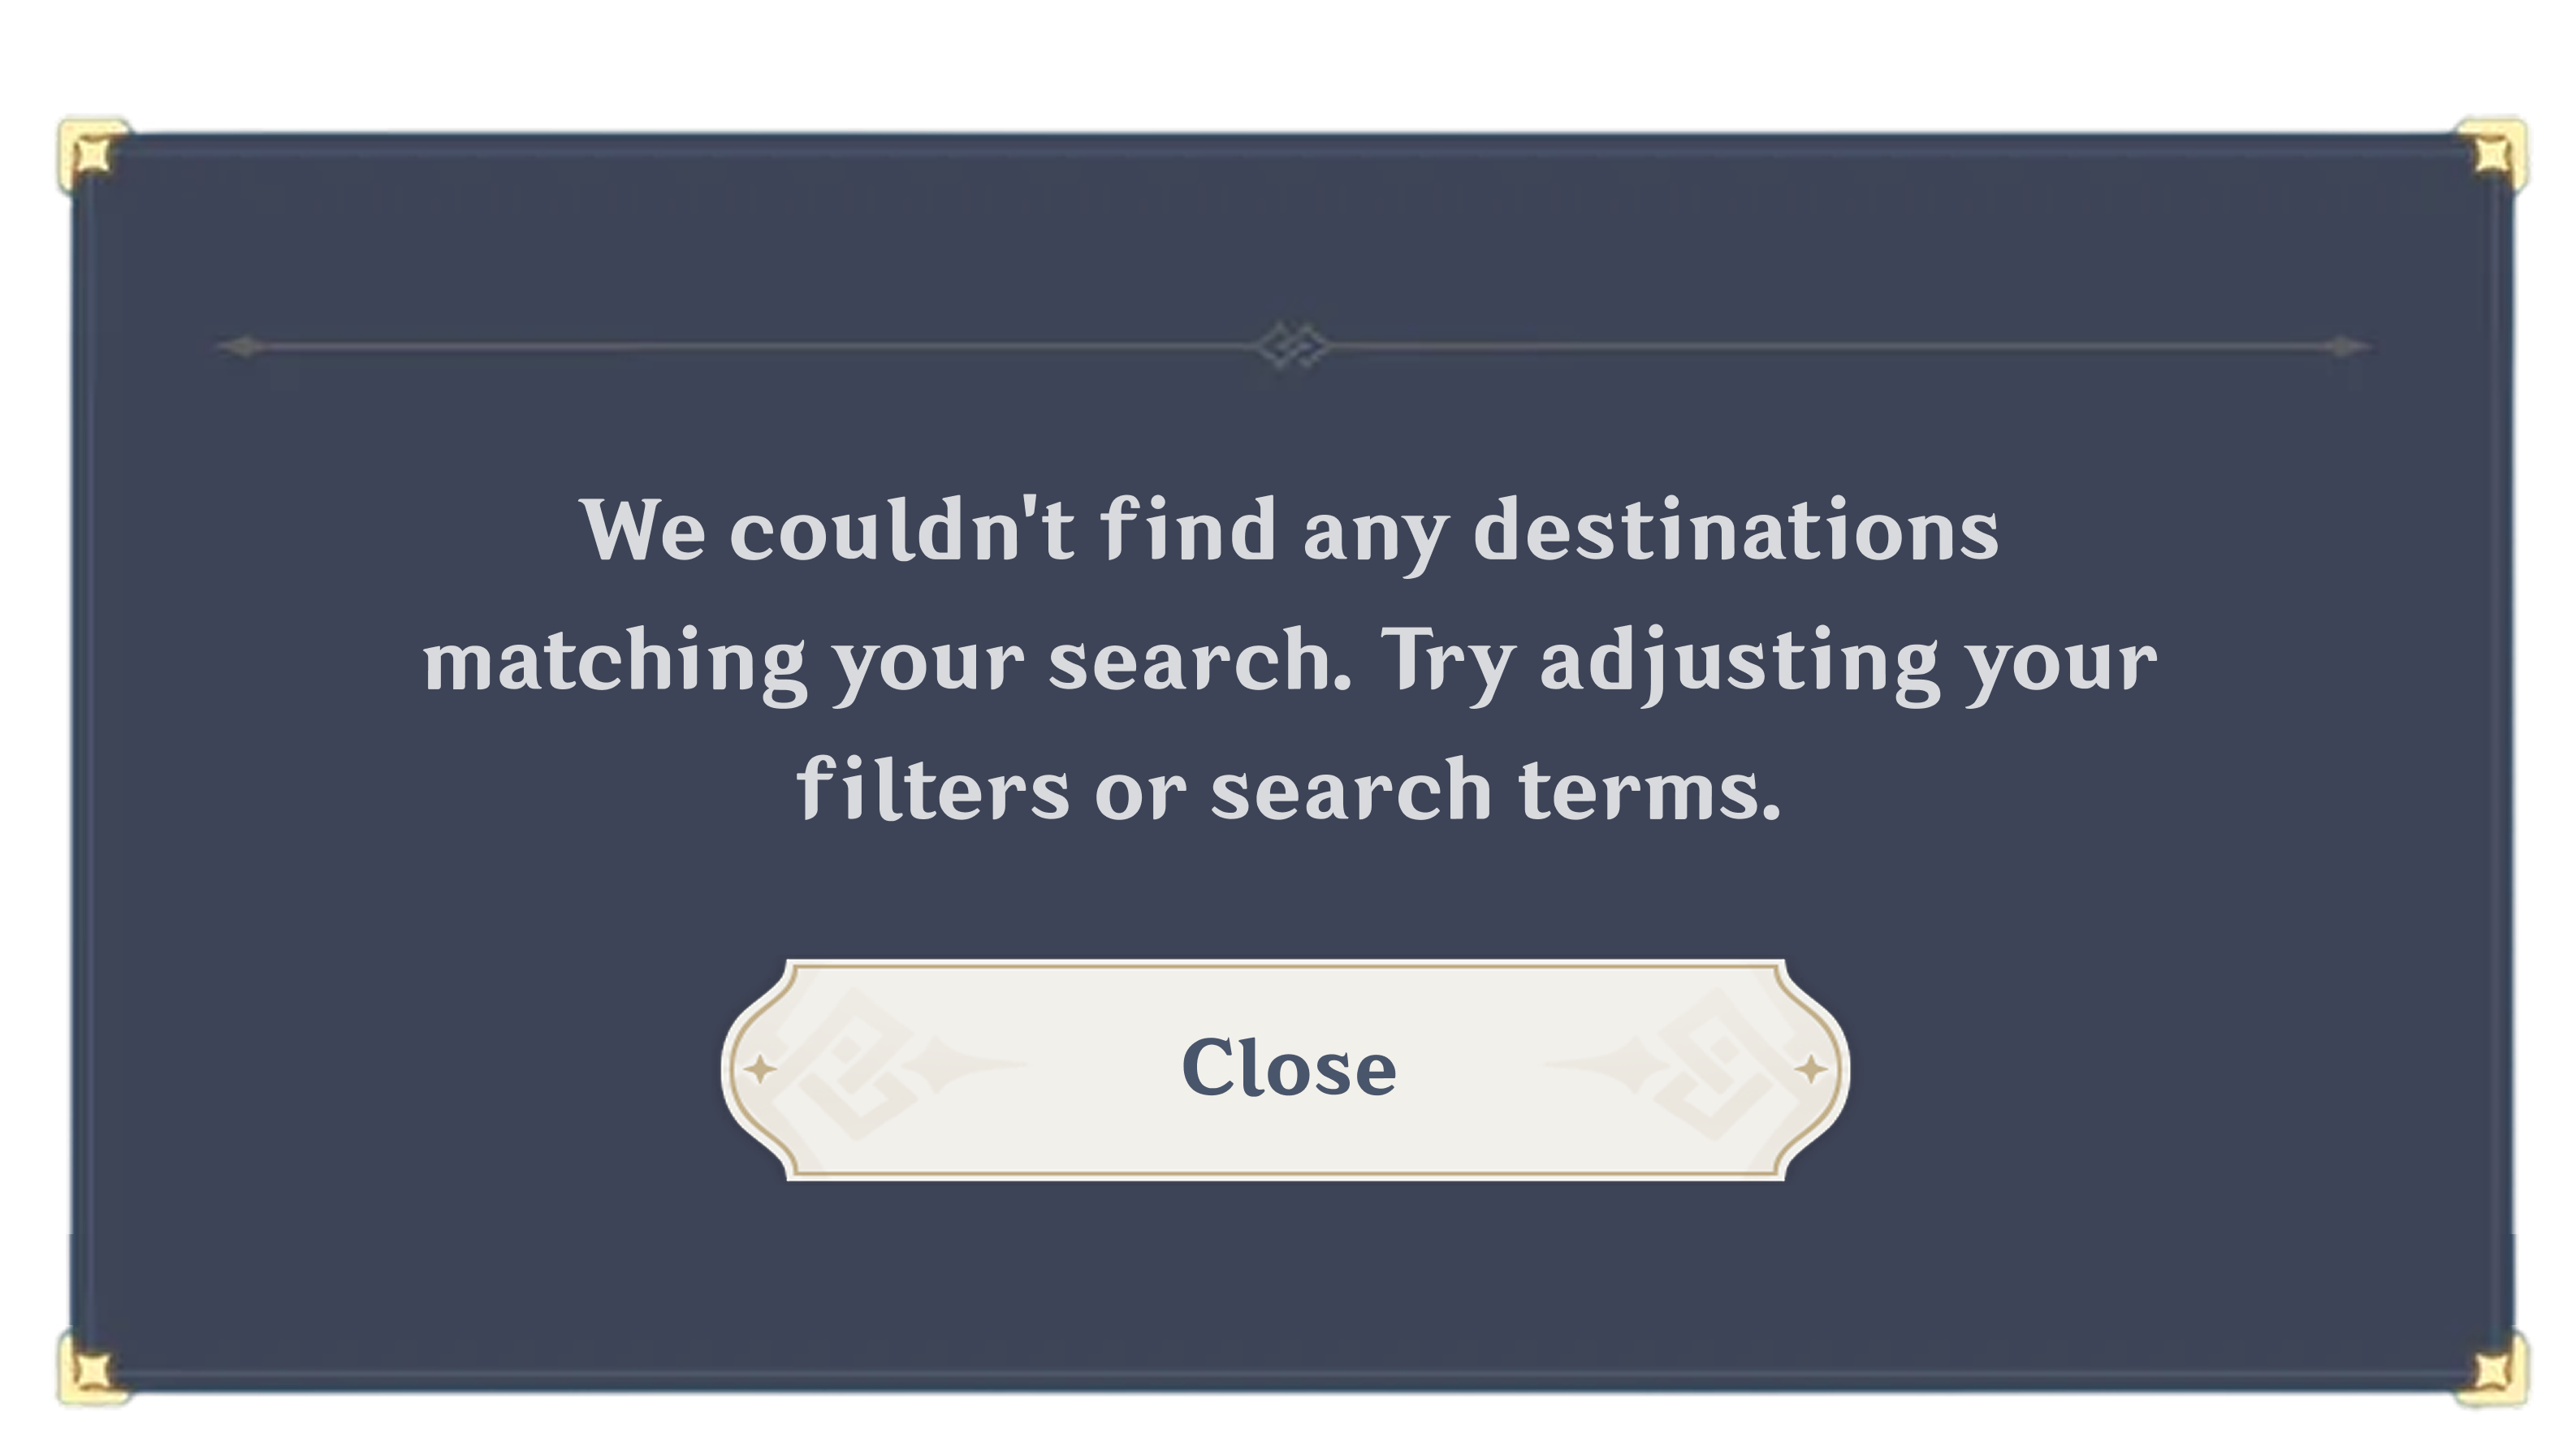 We couldn't find any destinations
matching your search. Try adjusting your
filters or search terms.
Close